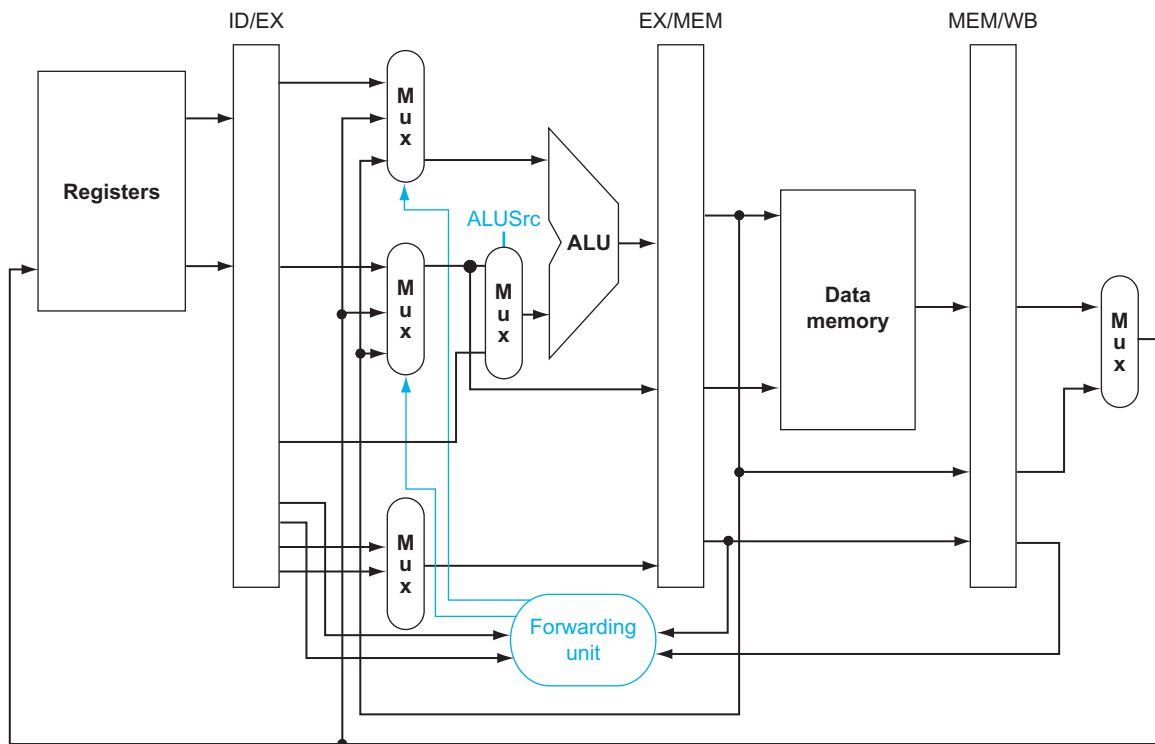 ID/EX
EX/MEM
MEM/WB
M
u
x
Registers
ALUSrc
ALU
M
u
x
M
u
x
Data
memory
M
u
x
M
u
x
Forwarding
unit